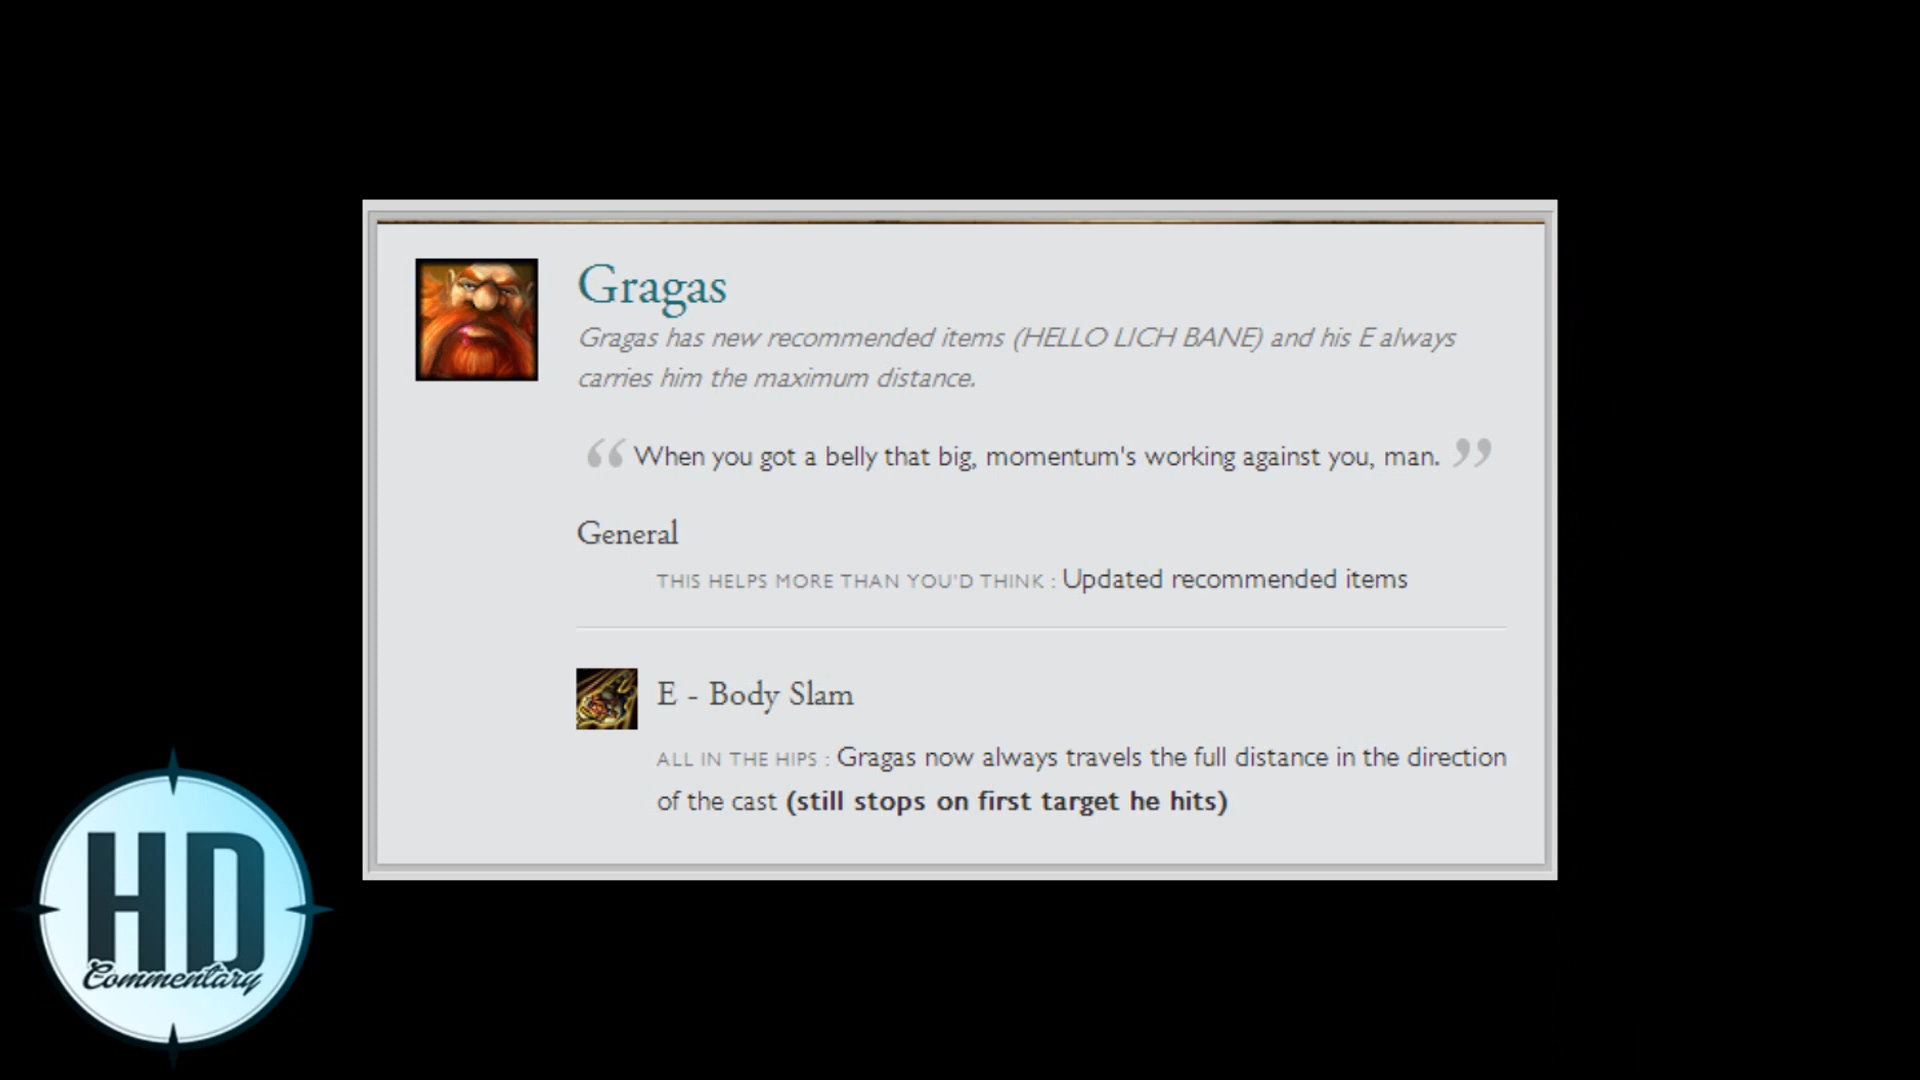 Gragas
Gragas has new recommended items (HELLO LICH BANE) and his E always
carries him the maximum distance.
“ When you got a belly that big, momentum's working against you, man. ”
General
THIS HELPS MORE THAN YOU'D THINK : Updated recommended items
E - Body Slam
ALL IN THE HIPS : Gragas now always travels the full distance in the direction
of the cast (still stops on first target he hits)
HD
Commentary